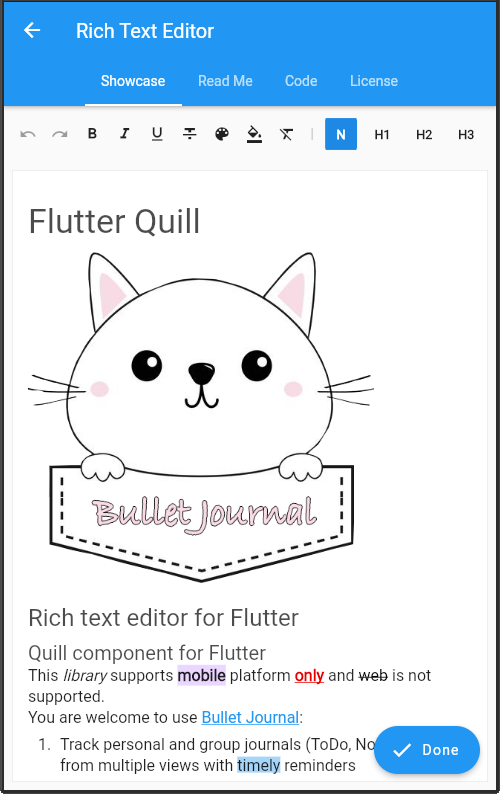 Rich Text Editor
Showcase Read Me Code License
B I U S N H1 H2 H3
Flutter Quill
Bullet Journal
Rich text editor for Flutter
Quill component for Flutter
This library supports mobile platform only and web is not
supported.
You are welcome to use Bullet Journal:
1. Track personal and group journals (ToDo, No
from multiple views with timely reminders
Done